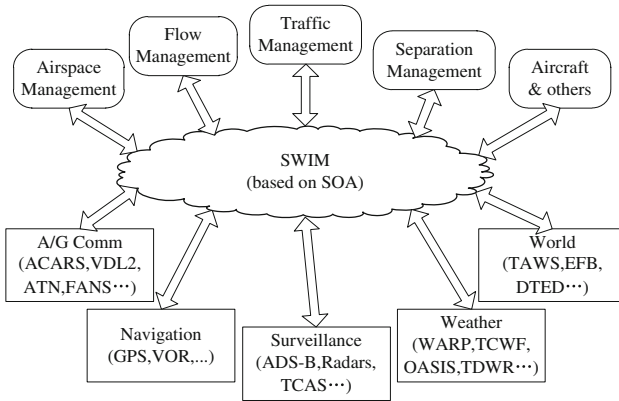 Airspace
Management
Flow
Management
Traffic
Management
Separation
Management
Aircraft
& others
SWIM
(based on SOA)
A/G Comm
(ACARS,VDL2,
ATN,FANS⋯)
Navigation
(GPS,VOR,...)
Surveillance
(ADS-B,Radars,
TCAS⋯)
Weather
(WARP,TCWF,
OASIS,TDWR⋯)
World
(TAWS,EFB,
DTED⋯)